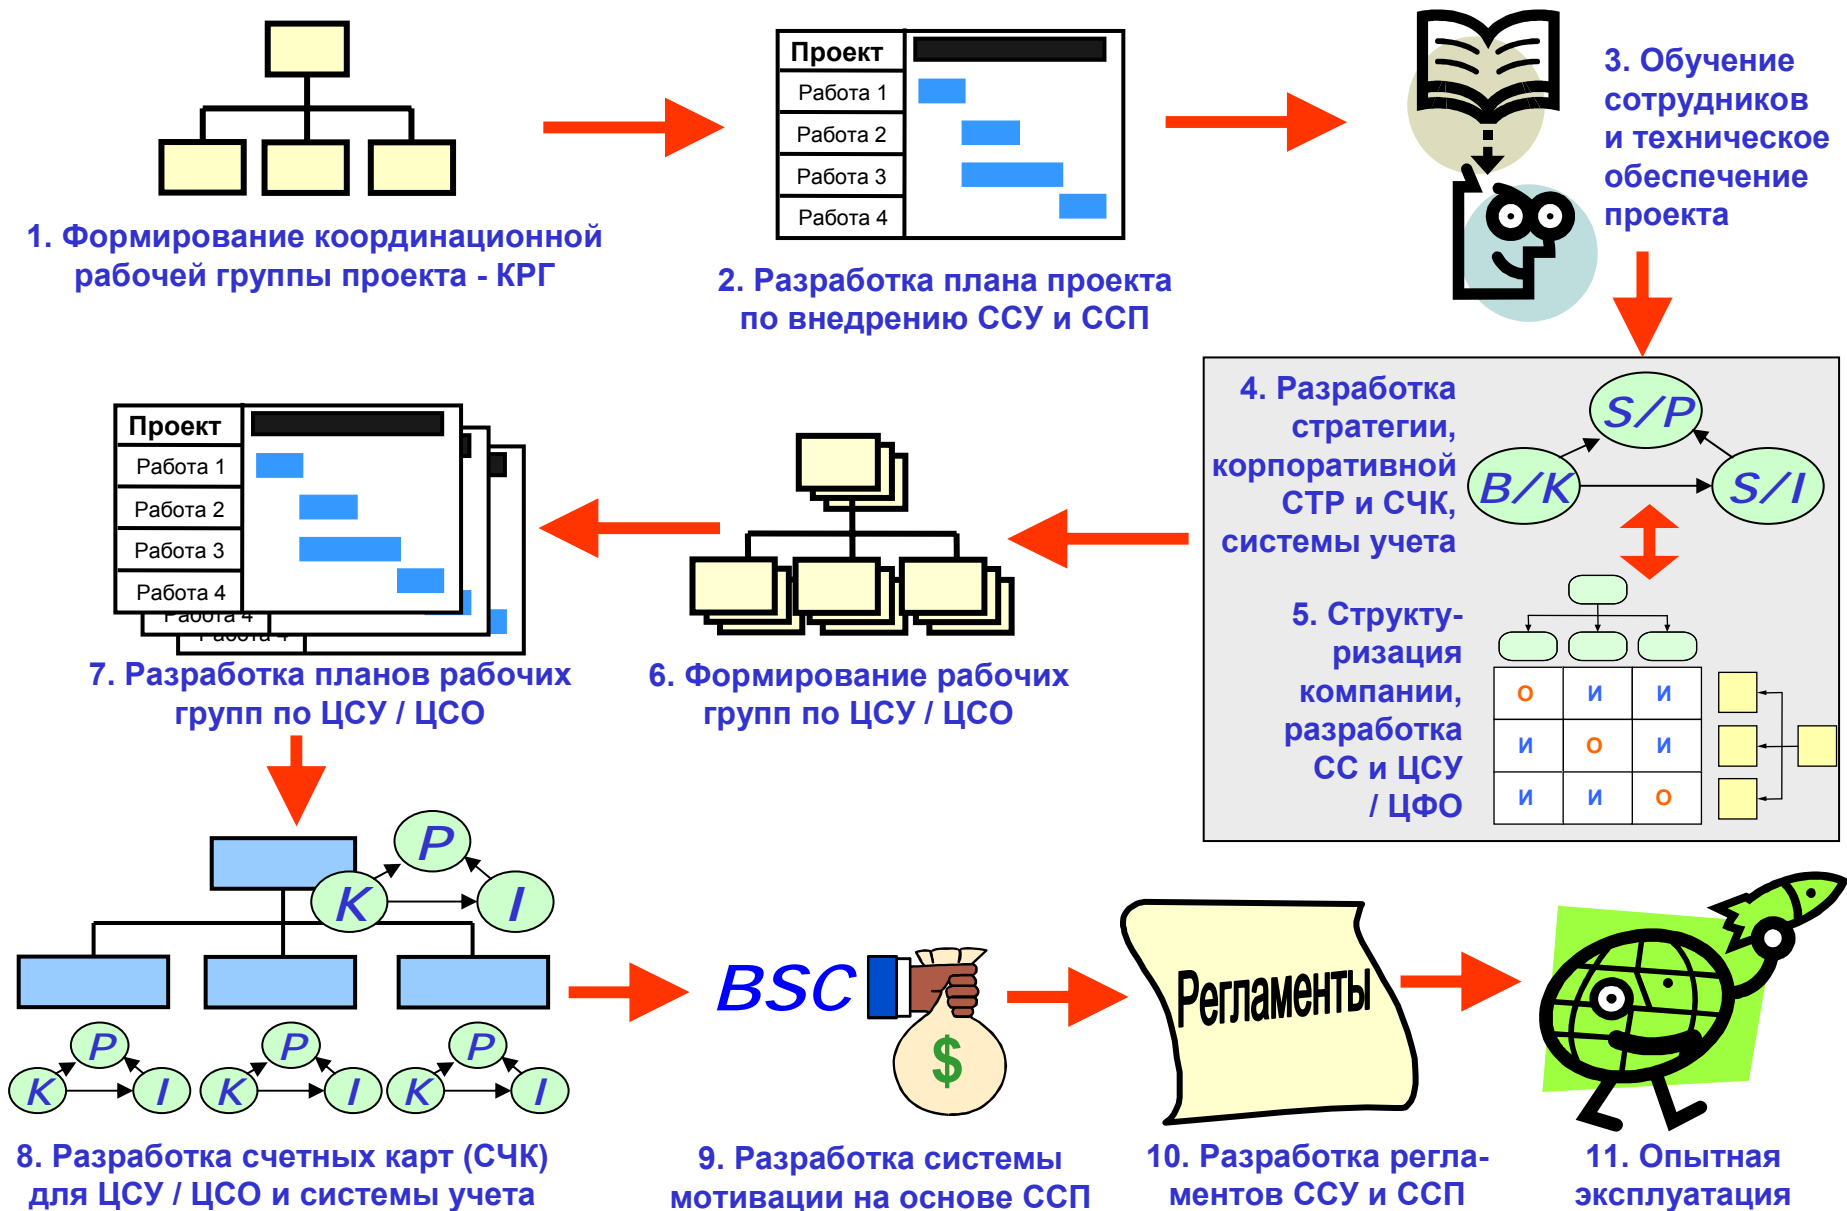 Проект
Работа 1
Работа 2
Работа 3
Работа 4
1. Формирование координационной
рабочей группы проекта - КРГ
2. Разработка плана проекта
по внедрению ССУ и ССП
3. Обучение
сотрудников
и техническое
обеспечение
проекта
4. Разработка
стратегии,
корпоративной
СТР и СЧК,
системы учета
S/P
B/K
S/I
5. Структу-
ризация
компании,
разработка
СС и ЦСУ
/ ЦФО
О И И
И О И
И И О
6. Формирование рабочих
групп по ЦСУ / ЦСО
Проект
Работа 1
Работа 2
Работа 3
Работа 4
Работа 4
Работа 4
7. Разработка планов рабочих
групп по ЦСУ / ЦСО
P
K
I
P
K
I
P
K
I
P
K
I
8. Разработка счетных карт (СЧК)
для ЦСУ / ЦСО и системы учета
BSC
$
9. Разработка системы
мотивации на основе ССП
Регламенты
10. Разработка регла-
ментов ССУ и ССП
11. Опытная
эксплуатация